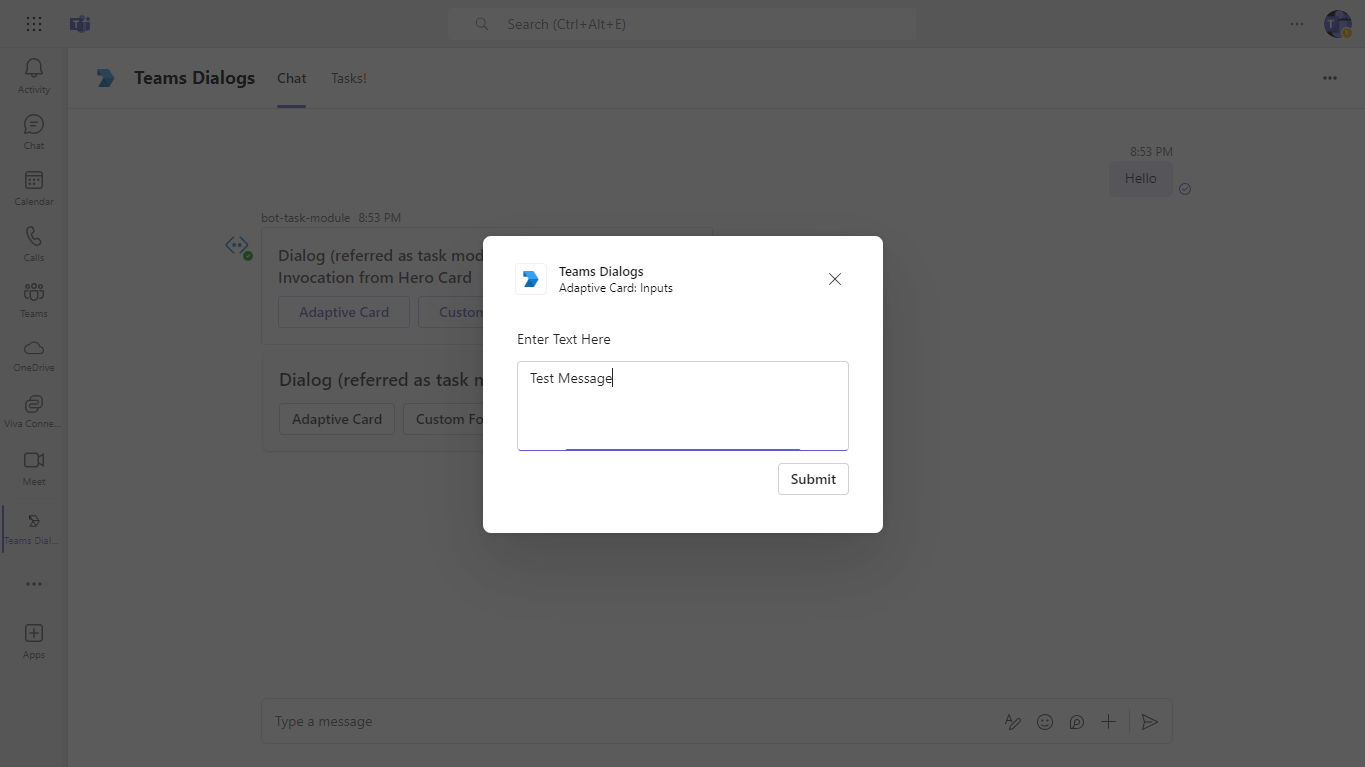 Search (Ctrl+Alt+E)
Activity
Chat
Calendar
Calls
Teams
OneDrive
Viva Conne...
Meet
Teams Dial...
Apps
Teams Dialogs
Chat
Tasks!
8:53 PM
Hello
bot-task-module 8:53 PM
Dialog (referred as task mod
Invocation from Hero Card
Adaptive Card
Custon
Dialog (referred as task n
Adaptive Card
Custom Fo
Teams Dialogs
Adaptive Card: Inputs
Enter Text Here
Test Message
Submit
Type a message